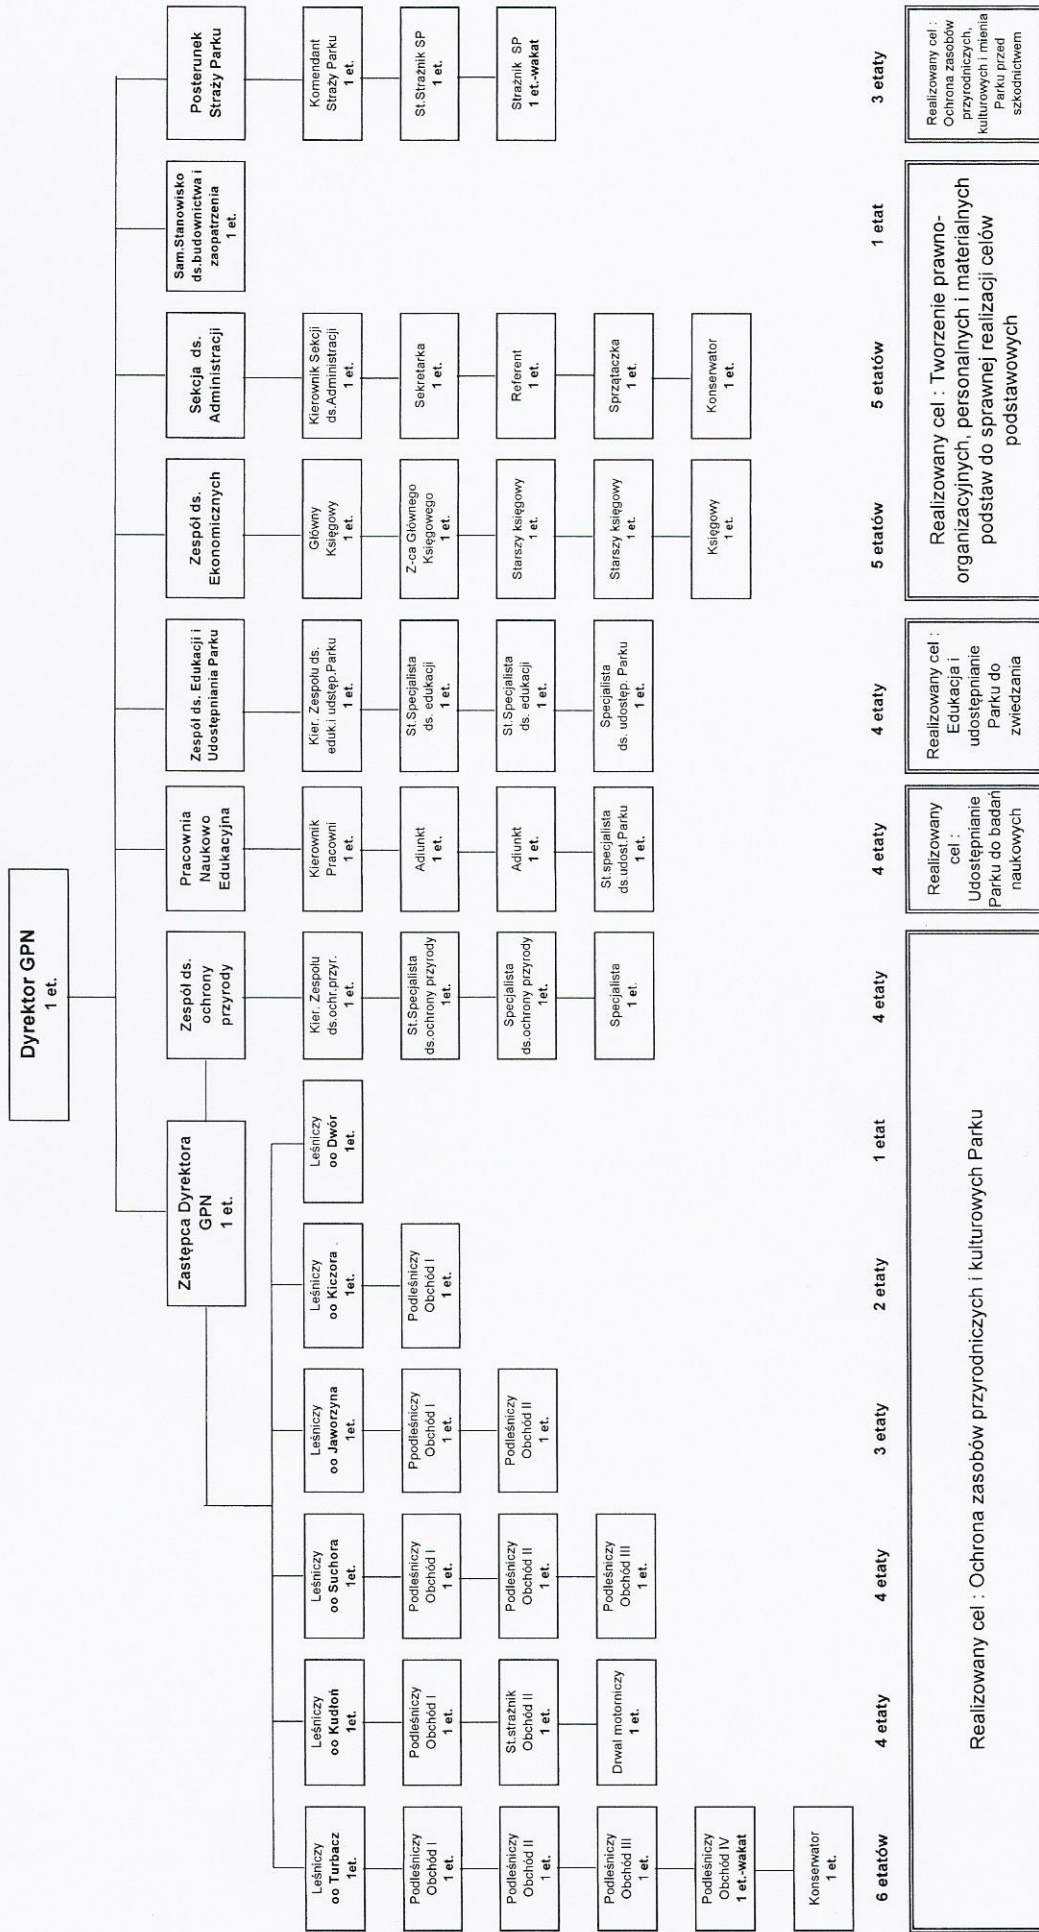 Dyrektor GPN
1 et.
Zastępca Dyrektora
GPN
1 et.
Zespół ds.
ochrony
przyrody
Pracownia
Naukowo
Edukacyjna
Zespół ds. Edukacji i
Udostępniania Parku
Zespół ds.
Ekonomicznych
Sekcja ds.
Administracji
Sam.Stanowisko
ds.budownictwa i
zaopatrzenia
1 et.
Posterunek
Straży Parku
Leśniczy
oo Turbacz
1et.
Leśniczy
oo Kudłoń
1et.
Leśniczy
oo Suchora
1et.
Leśniczy
oo Jaworzyna
1et.
Leśniczy
oo Kiczora .
1et.
Leśniczy
oo Dwór
1et.
Kier. Zespołu
ds.ochr.przyr.
1 et.
Kierownik
Pracowni
1 et.
Kier. Zespołu ds.
eduk.i udstęp.Parku
1 et.
Główny
Księgowy
1 et.
Kierownik Sekcji
ds.Administracji
1 et.
Komendant
Straży Parku
1 et.
Podleśniczy
Obchód I
1 et.
Podleśniczy
Obchód I
1 et.
Podleśniczy
Obchód I
1 et.
Ppodleśniczy
Obchód I
1 et.
Podleśniczy
Obchód I
1 et.
St.Specjalista
ds.ochrony przyrody
1et.
Adiunkt
1 et.
St.Specjalista
ds. edukacji
1 et.
Z-ca Głównego
Księgowego
1 et.
Sekretarka
1 et.
St.Strażnik SP
1 et.
Podleśniczy
Obchód II
1 et.
St.strażnik
Obchód II
1 et.
Podleśniczy
Obchód II
1 et.
Podleśniczy
Obchód II
1 et.
Specjalista
ds.ochrony przyrody
1et.
Adiunkt
1 et.
St.Specjalista
ds. edukacji
1 et.
Starszy księgowy
1 et.
Referent
1 et.
Strażnik SP
1 et.-wakat
Podleśniczy
Obchód III
1 et.
Drwal motorniczy
1 et.
Podleśniczy
Obchód III
1 et.
Specjalista
1 et.
St.specjalista
ds.udost.Parku
1 et.
Specjalista
ds. udostęp. Parku
1 et.
Starszy księgowy
1 et.
Sprzątaczka
1 et.
Podleśniczy
Obchód IV
1 et.-wakat
Księgowy
1 et.
Konserwator
1 et.
Konserwator
1 et.
6 etatów
4 etaty
4 etaty
3 etaty
2 etaty
1 etat
4 etaty
4 etaty
4 etaty
5 etatów
5 etatów
1 etat
3 etaty
Realizowany cel : Ochrona zasobów przyrodniczych i kulturowych Parku
Realizowany
cel :
Udostępnianie
Parku do badań
naukowych
Realizowany cel :
Edukacja i
udostępnianie
Parku do
zwiedzania
Realizowany cel : Tworzenie prawno-
organizacyjnych, personalnych i materialnych
podstaw do sprawnej realizacji celów
podstawowych
Realizowany cel :
Ochrona zasobów
przyrodniczych,
kulturowych i mienia
Parku przed
szkodnictwem